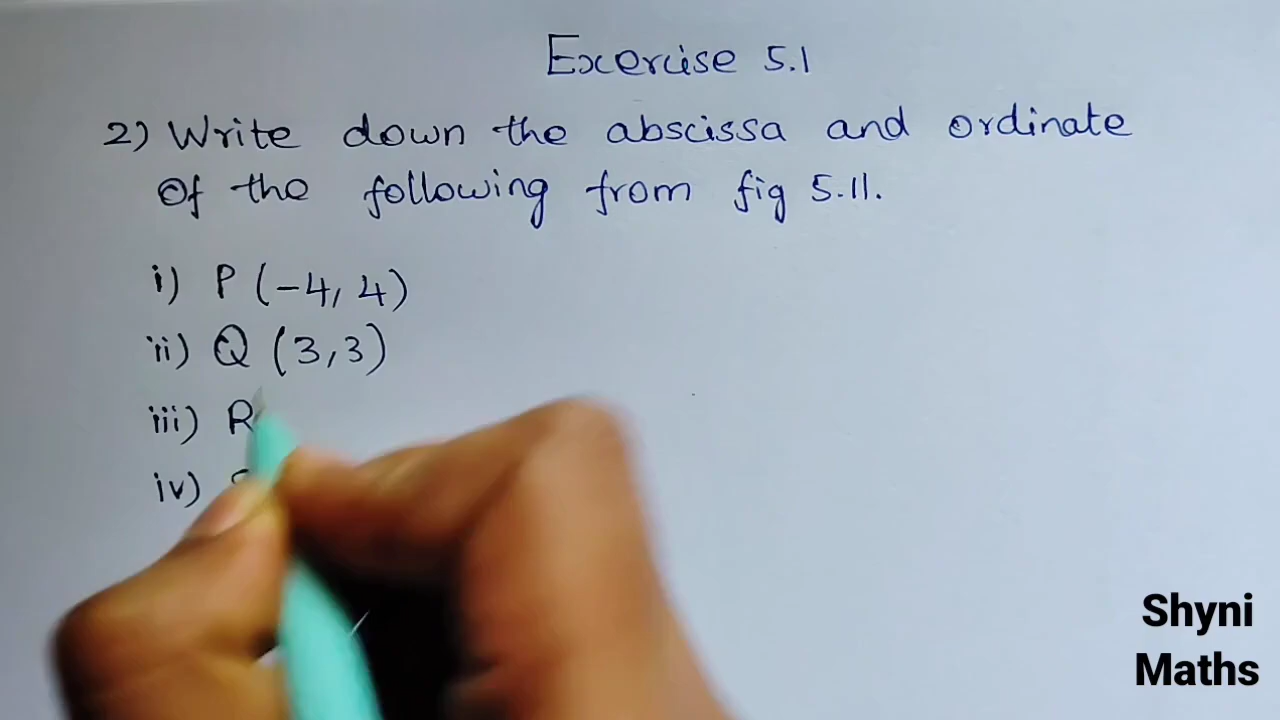 Exercise 5.1
2) Write down the abscissa and ordinate
of the following from fig 5.11.
i) P (-4, 4)
ii) Q (3,3)
iii) R
iv)
Shyni
Maths